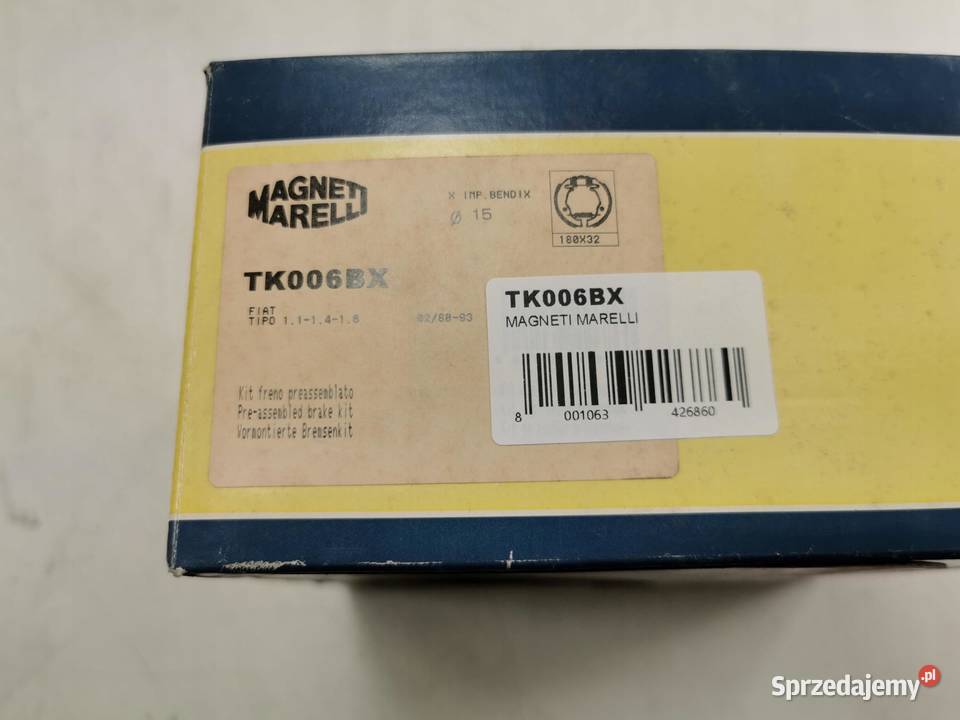 MAGNETI
MARELLI
X IMP.BENDIX
Ø 15
180X32
TK006BX
FIAT
TIPO 1.1-1.4-1.6
02/88-93
Kit freno preassemblato
Pre-assembled brake kit
Vormontierte Bremsenkit
TK006BX
MAGNETI MARELLI
8 001063 426860
Sprzedajemy.pl